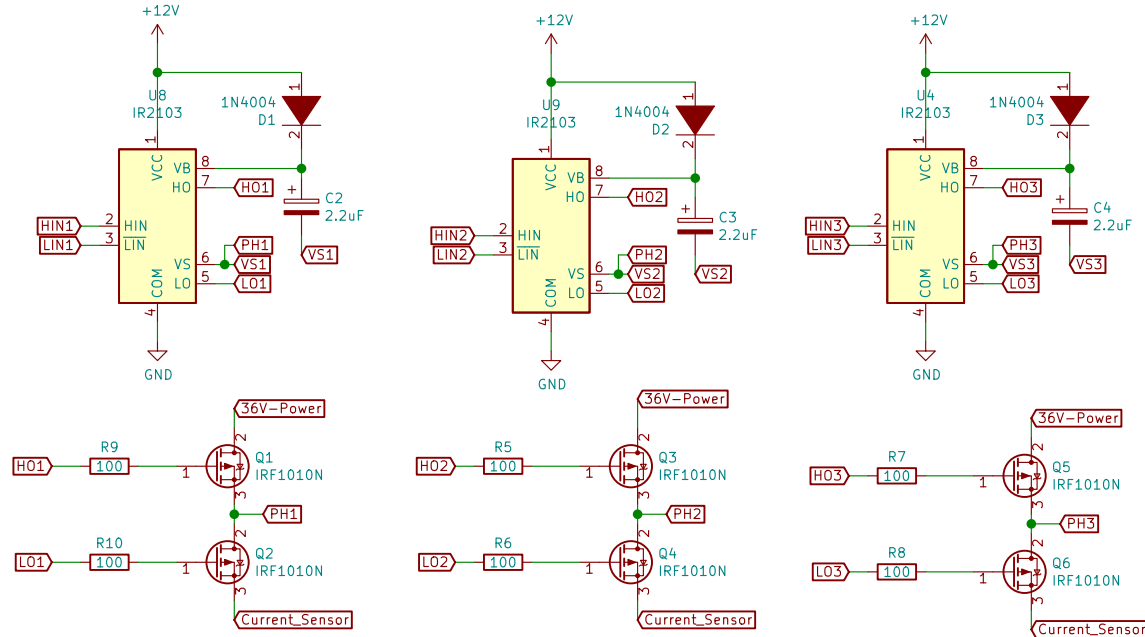 +12V
U8
IR2103
1N4004
D1
1
2
1
VCC
VB
8
HO
7
HO1
+
C2
2.2uF
HIN1
2
HIN
LIN1
3
LIN
PH1
VS
6
VS1
VS1
LO
5
LO1
COM
4
GND
+12V
U9
IR2103
1N4004
D2
1
2
1
VCC
VB
8
HO
7
HO2
+
C3
2.2uF
HIN2
2
HIN
LIN2
3
LIN
PH2
VS
6
VS2
VS2
LO
5
LO2
COM
4
GND
+12V
U4
IR2103
1N4004
D3
1
2
1
VCC
VB
8
HO
7
HO3
+
C4
2.2uF
HIN3
2
HIN
LIN3
3
LIN
PH3
VS
6
VS3
VS3
LO
5
LO3
COM
4
GND
36V-Power
2
HO1
R9
100
1
Q1
IRF1010N
3
PH1
2
LO1
R10
100
1
Q2
IRF1010N
3
Current_Sensor
36V-Power
2
HO2
R5
100
1
Q3
IRF1010N
3
PH2
2
LO2
R6
100
1
Q4
IRF1010N
3
Current_Sensor
36V-Power
2
HO3
R7
100
1
Q5
IRF1010N
3
PH3
2
LO3
R8
100
1
Q6
IRF1010N
3
Current_Sensor